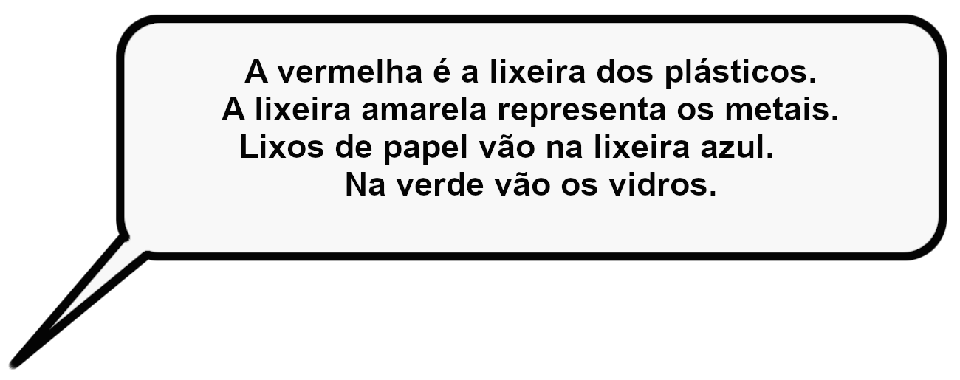 A vermelha é a lixeira dos plásticos.
A lixeira amarela representa os metais.
Lixos de papel vão na lixeira azul.
Na verde vão os vidros.